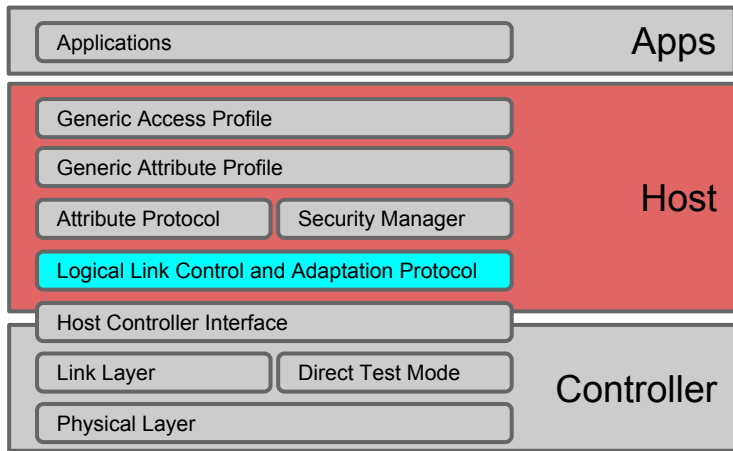 Applications
Apps
Generic Access Profile
Generic Attribute Profile
Attribute Protocol
Security Manager
Host
Logical Link Control and Adaptation Protocol
Host Controller Interface
Link Layer
Direct Test Mode
Controller
Physical Layer